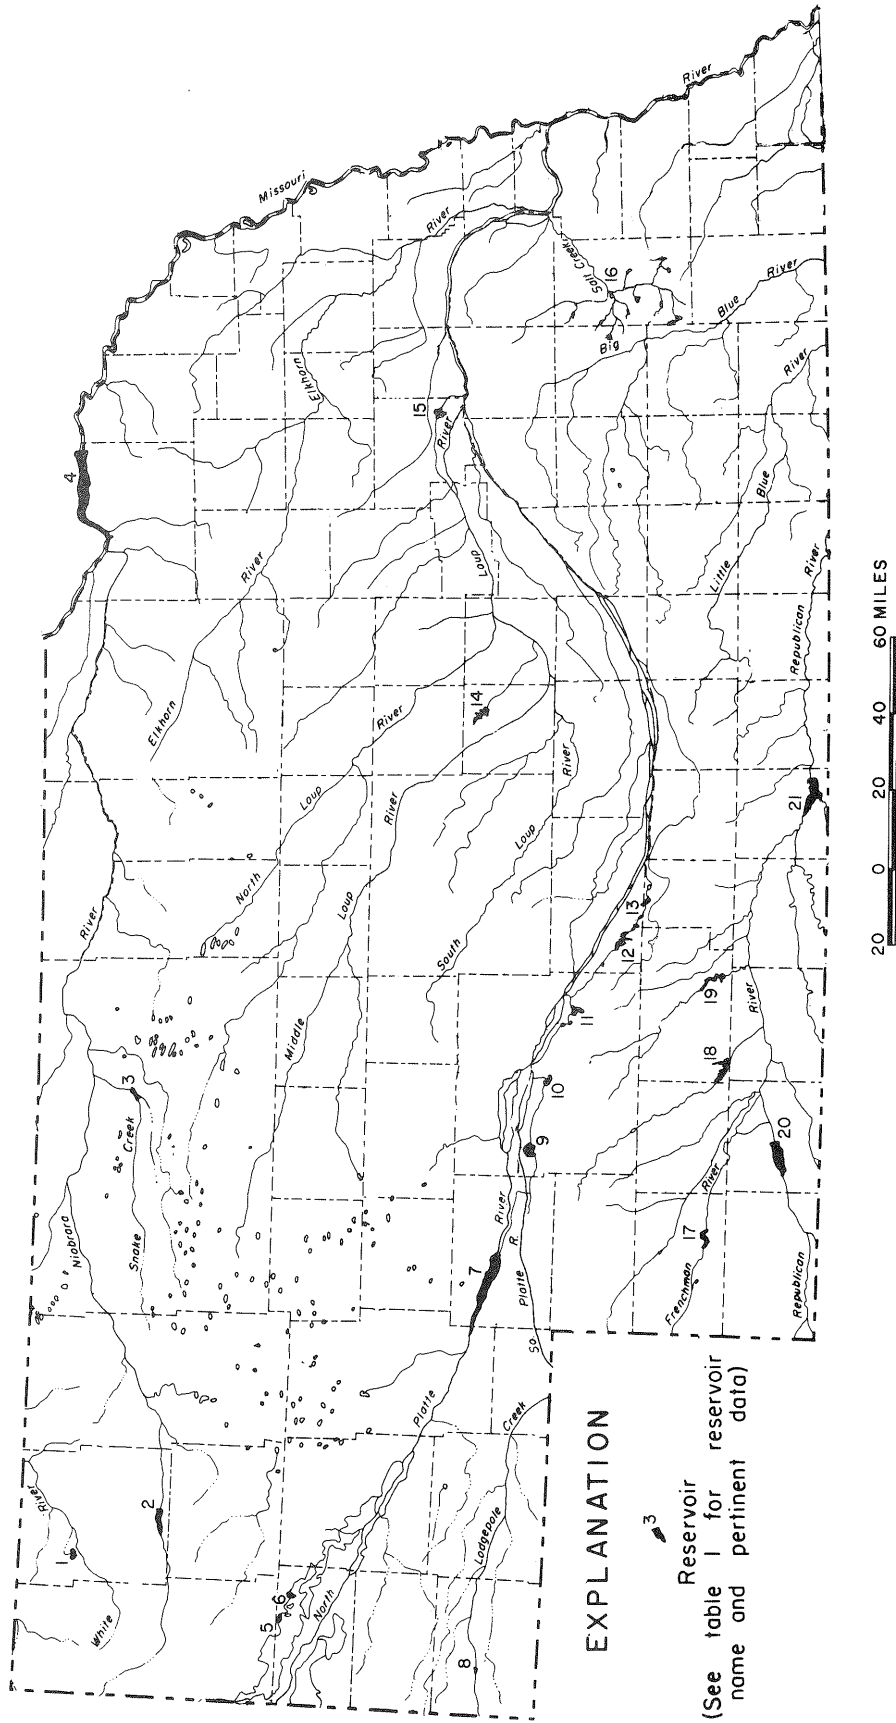 White
River
1
2
Niobrara
River
Snake
Creek
3
4
Missouri
River
Elkhorn
River
Elkhorn
River
North
Loup
River
Middle
Loup
River
South
Loup
River
Loup
River
14
15
5
6
North
Platte
River
7
8
Lodgepole
Creek
So.
Platte
R.
9
10
11
12
13
Salt Creek
16
Big
Blue
River
Little
Blue
River
Frenchman
River
17
18
19
20
21
Republican
River
Republican
River
EXPLANATION
3
Reservoir
(See table 1 for reservoir
name and pertinent data)
20 0 20 40 60 MILES